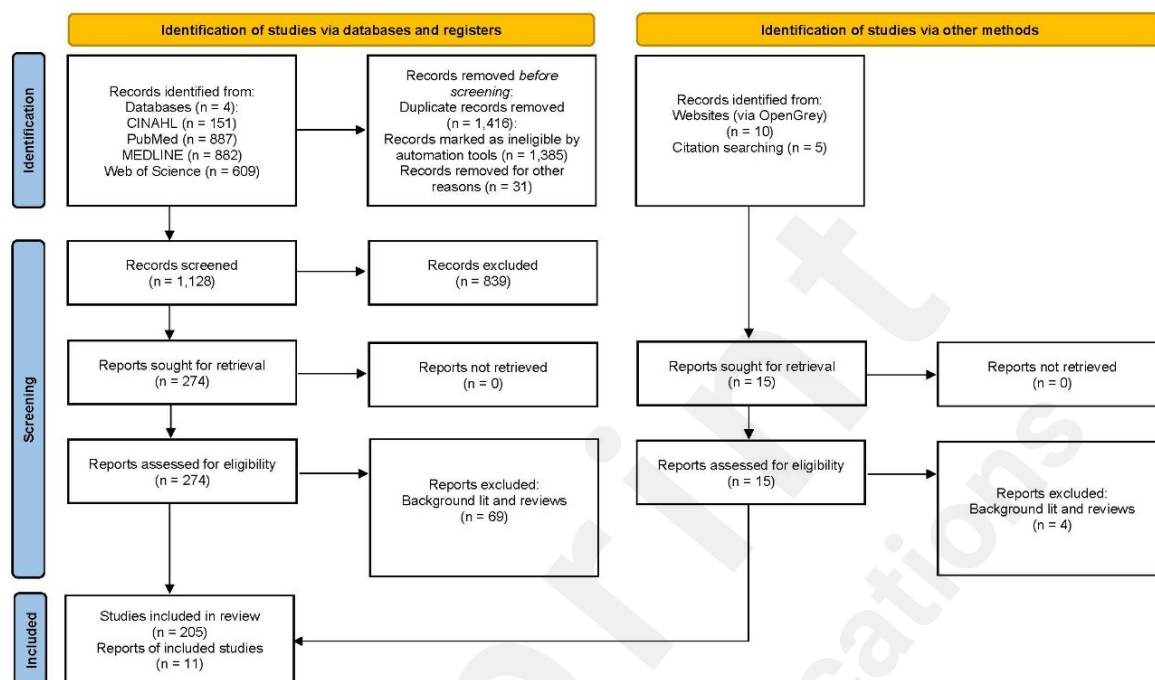 Identification of studies via databases and registers
Identification of studies via other methods
Identification
Records identified from:
Databases (n = 4):
CINAHL (n = 151)
PubMed (n = 887)
MEDLINE (n = 882)
Web of Science (n = 609)
Records removed before
screening:
Duplicate records removed
(n = 1,416):
Records marked as ineligible by
automation tools (n = 1,385)
Records removed for other
reasons (n = 31)
Records identified from:
Websites (via OpenGrey)
(n = 10)
Citation searching (n = 5)
Screening
Records screened
(n = 1,128)
Records excluded
(n = 839)
Reports sought for retrieval
(n = 274)
Reports not retrieved
(n = 0)
Reports sought for retrieval
(n = 15)
Reports not retrieved
(n = 0)
Reports assessed for eligibility
(n = 274)
Reports excluded:
Background lit and reviews
(n = 69)
Reports assessed for eligibility
(n = 15)
Reports excluded:
Background lit and reviews
(n = 4)
Included
Studies included in review
(n = 205)
Reports of included studies
(n = 11)